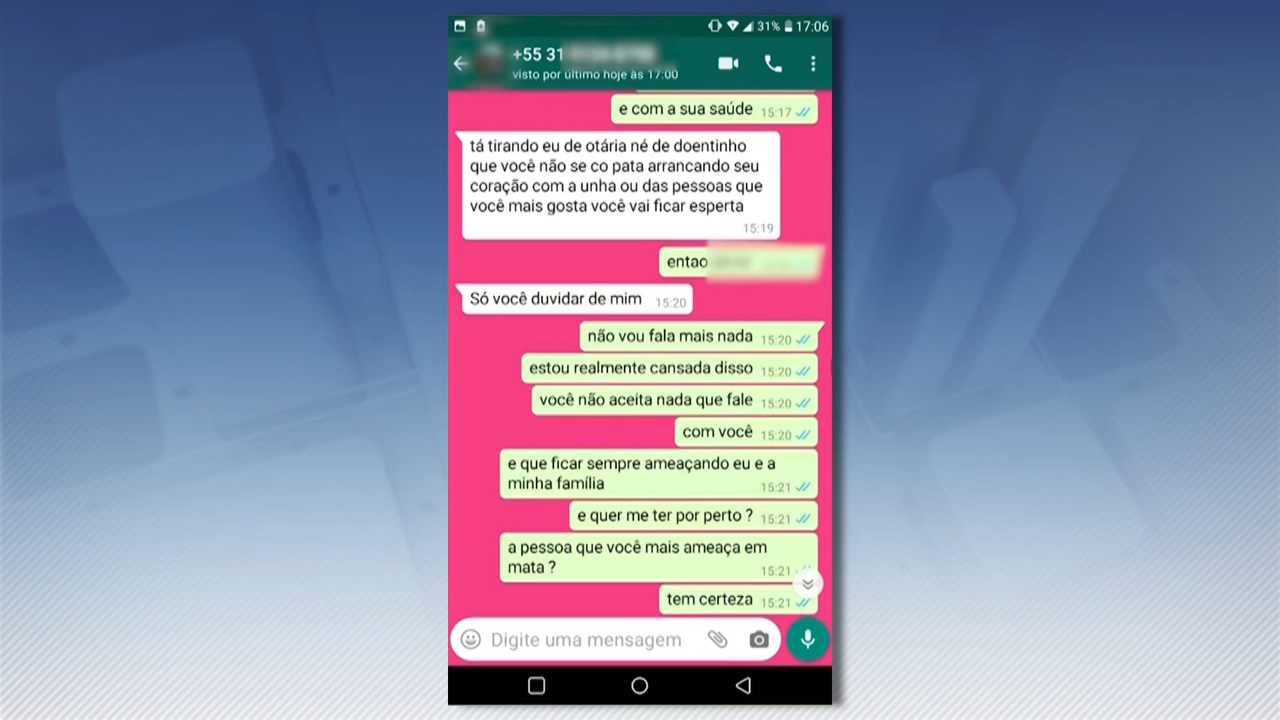 31% 17:06
+55 31
visto por último hoje às 17:00
e com a sua saúde 15:17
tá tirando eu de otária né de doentinho
que você não se co pata arrancando seu
coração com a unha ou das pessoas que
você mais gosta você vai ficar esperta
15:19
entao
Só você duvidar de mim 15:20
não vou fala mais nada 15:20
estou realmente cansada disso 15:20
você não aceita nada que fale 15:20
com você 15:20
e que ficar sempre ameaçando eu e a
minha família 15:21
e quer me ter por perto ? 15:21
a pessoa que você mais ameaça em
mata ? 15:21
tem certeza 15:21
Digite uma mensagem